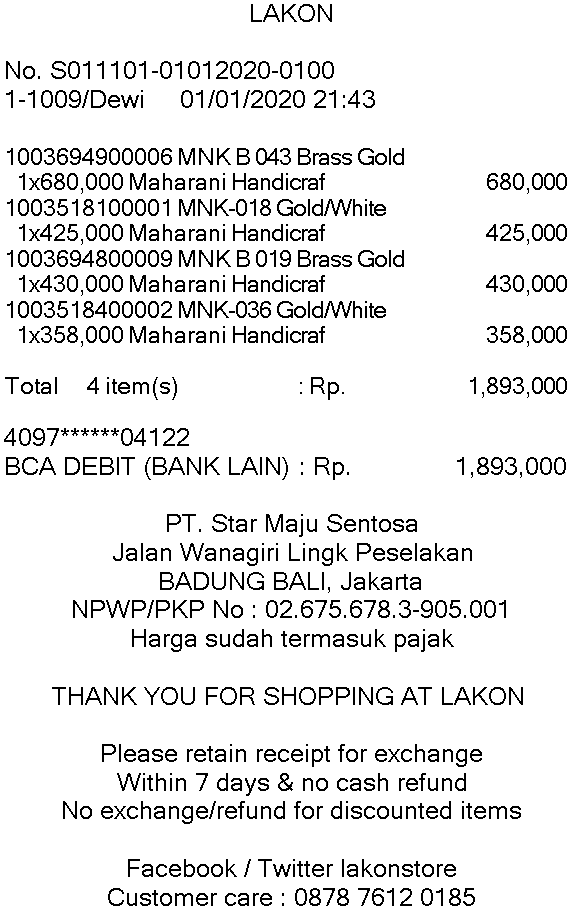 LAKON
No. S011101-01012020-0100
1-1009/Dewi 01/01/2020 21:43
1003694900006 MNK B 043 Brass Gold
1x680,000 Maharani Handicraf 680,000
1003518100001 MNK-018 Gold/White
1x425,000 Maharani Handicraf 425,000
1003694800009 MNK B 019 Brass Gold
1x430,000 Maharani Handicraf 430,000
1003518400002 MNK-036 Gold/White
1x358,000 Maharani Handicraf 358,000
Total 4 item(s) : Rp. 1,893,000
4097******04122
BCA DEBIT (BANK LAIN) : Rp. 1,893,000
PT. Star Maju Sentosa
Jalan Wanagiri Lingk Peselakan
BADUNG BALI, Jakarta
NPWP/PKP No : 02.675.678.3-905.001
Harga sudah termasuk pajak
THANK YOU FOR SHOPPING AT LAKON
Please retain receipt for exchange
Within 7 days & no cash refund
No exchange/refund for discounted items
Facebook / Twitter lakonstore
Customer care : 0878 7612 0185